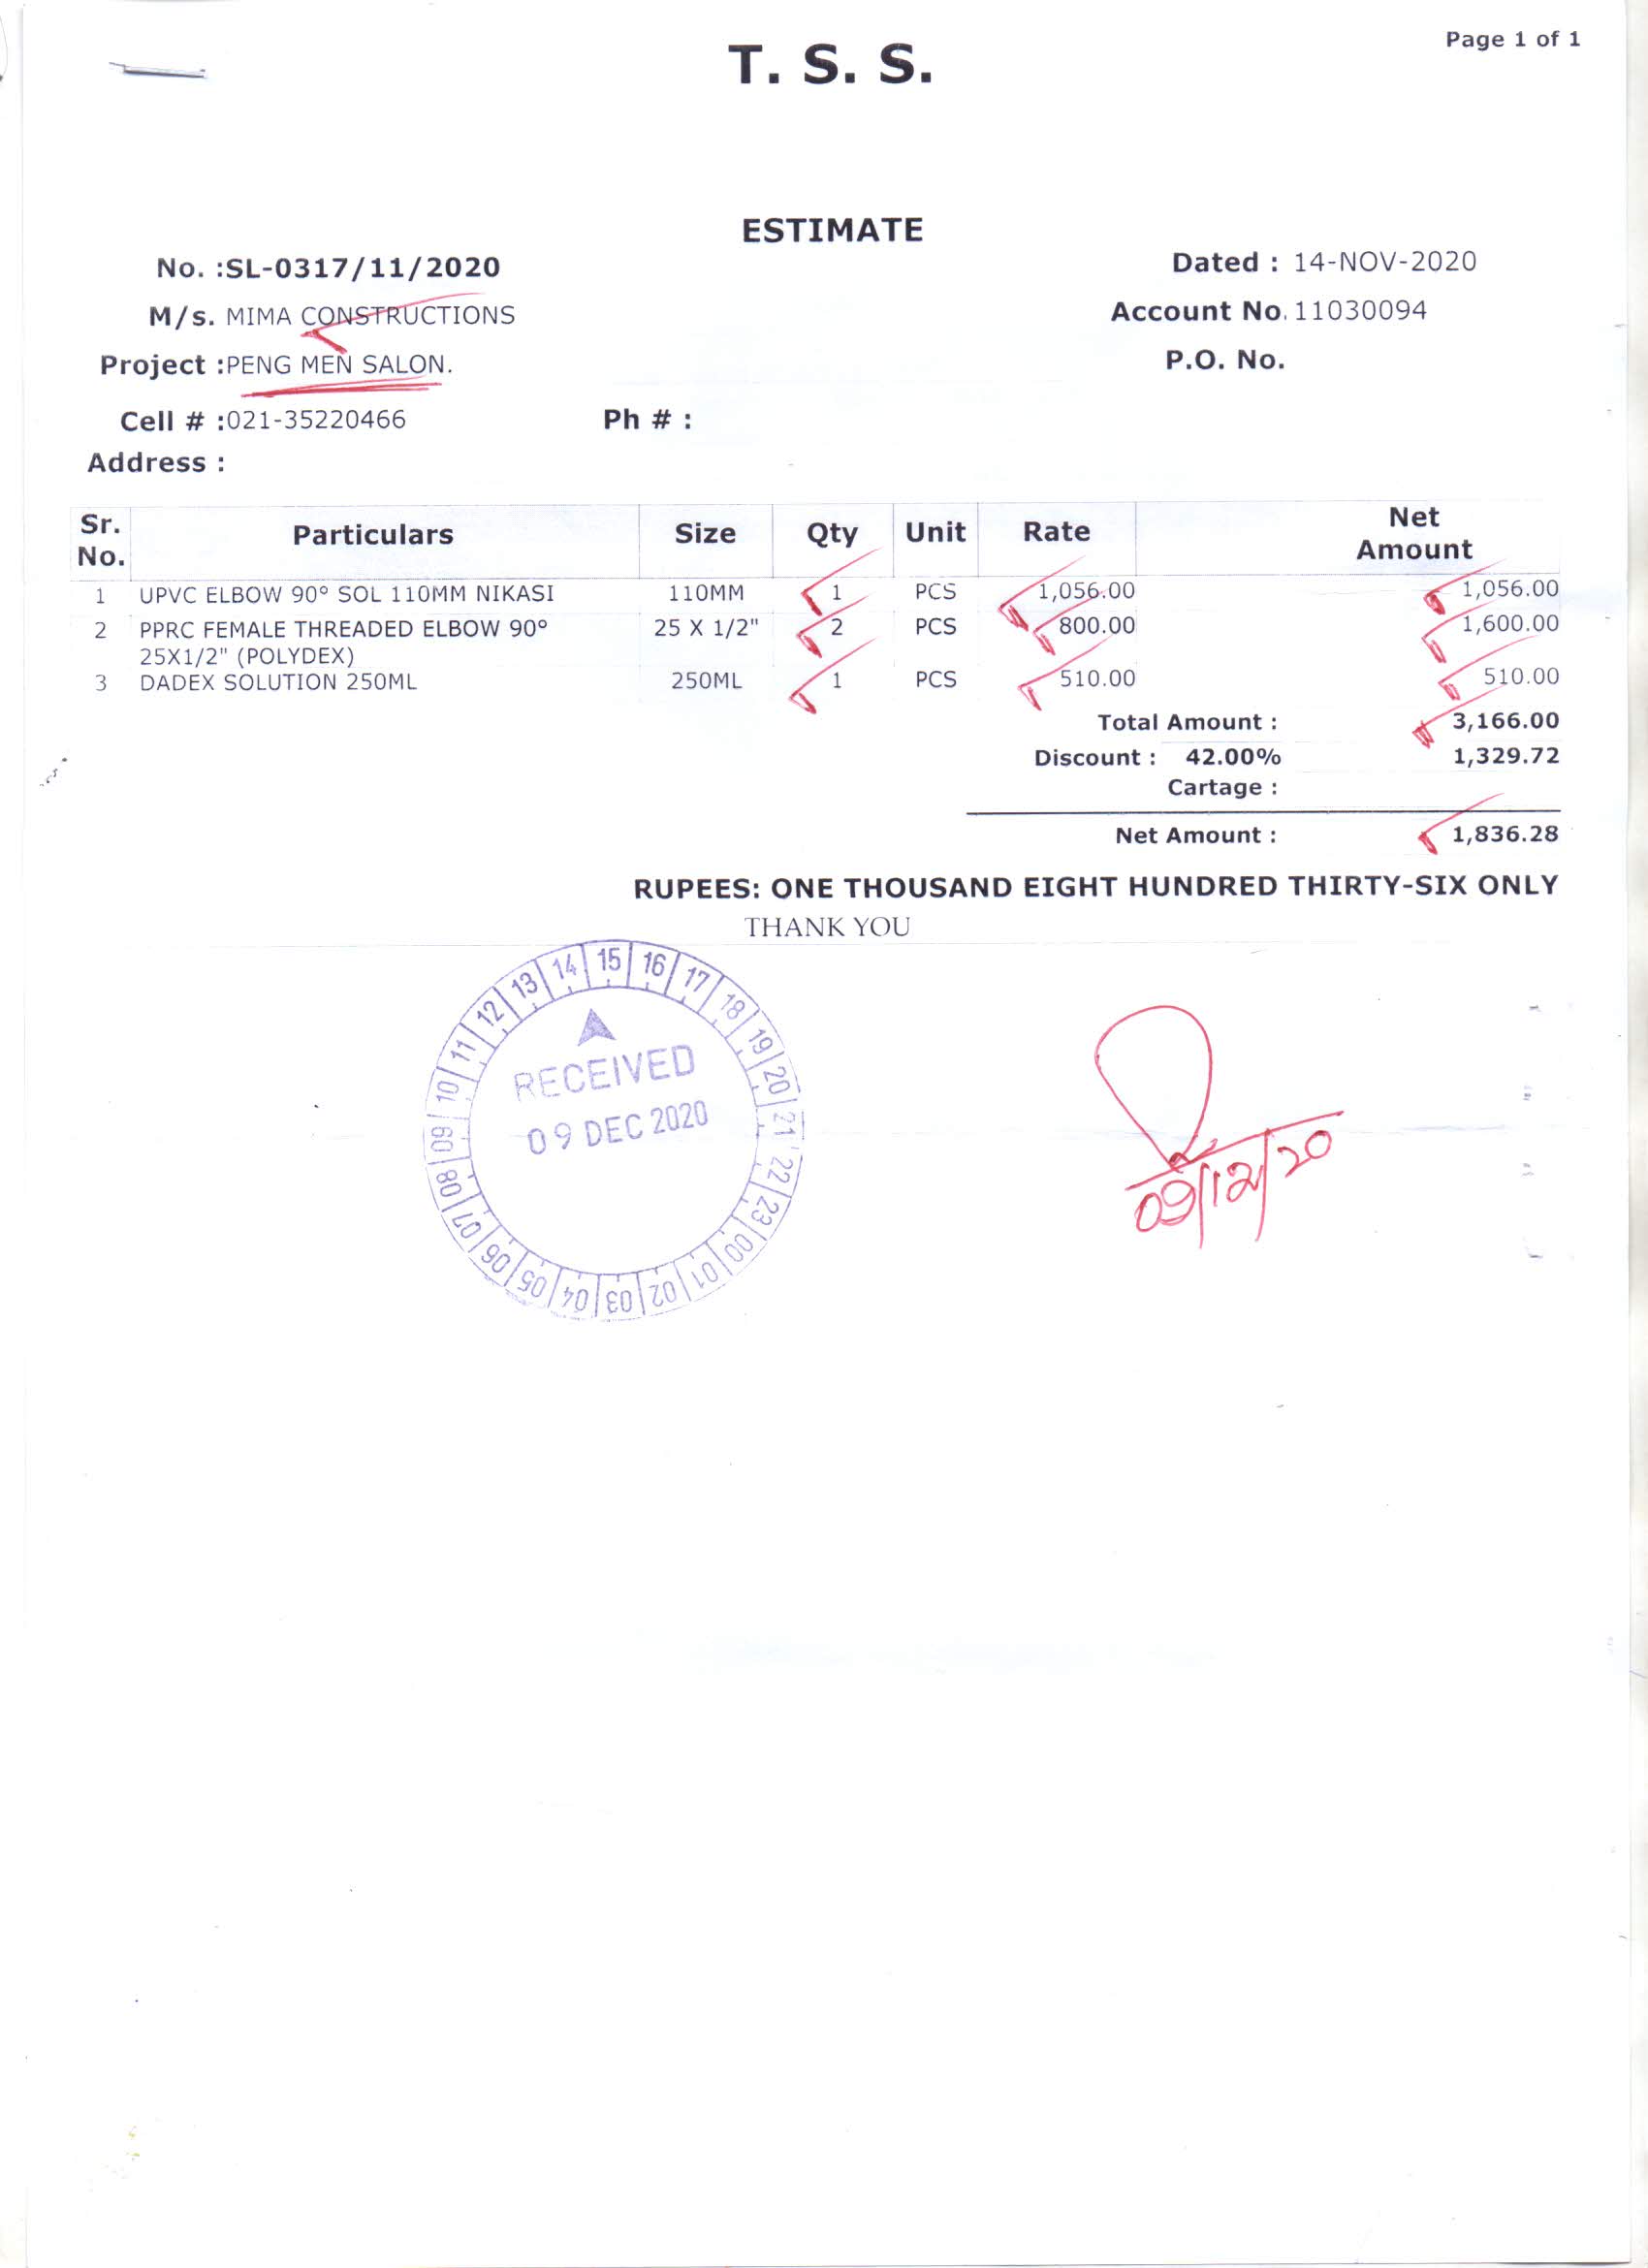 Page 1 of 1
T. S. S.
ESTIMATE
No. :SL-0317/11/2020
Dated : 14-NOV-2020
M/s. MIMA CONSTRUCTIONS
Account No. 11030094
Project :PENG MEN SALON.
P.O. No.
Cell # :021-35220466 Ph # :
Address :
Sr. No. Particulars Size Qty Unit Rate Net Amount
1 UPVC ELBOW 90° SOL 110MM NIKASI 110MM 1 PCS 1,056.00 1,056.00
2 PPRC FEMALE THREADED ELBOW 90° 25 X 1/2" 2 PCS 800.00 1,600.00
25X1/2" (POLYDEX)
3 DADEX SOLUTION 250ML 250ML 1 PCS 510.00 510.00
Total Amount : 3,166.00
Discount : 42.00% 1,329.72
Cartage :
Net Amount : 1,836.28
RUPEES: ONE THOUSAND EIGHT HUNDRED THIRTY-SIX ONLY
THANK YOU
00 01 02 03 04 05 06 07 08 09 10 11 12 13 14 15 16 17 18 19 20 21 22 23
RECEIVED
09 DEC 2020
09/12/20